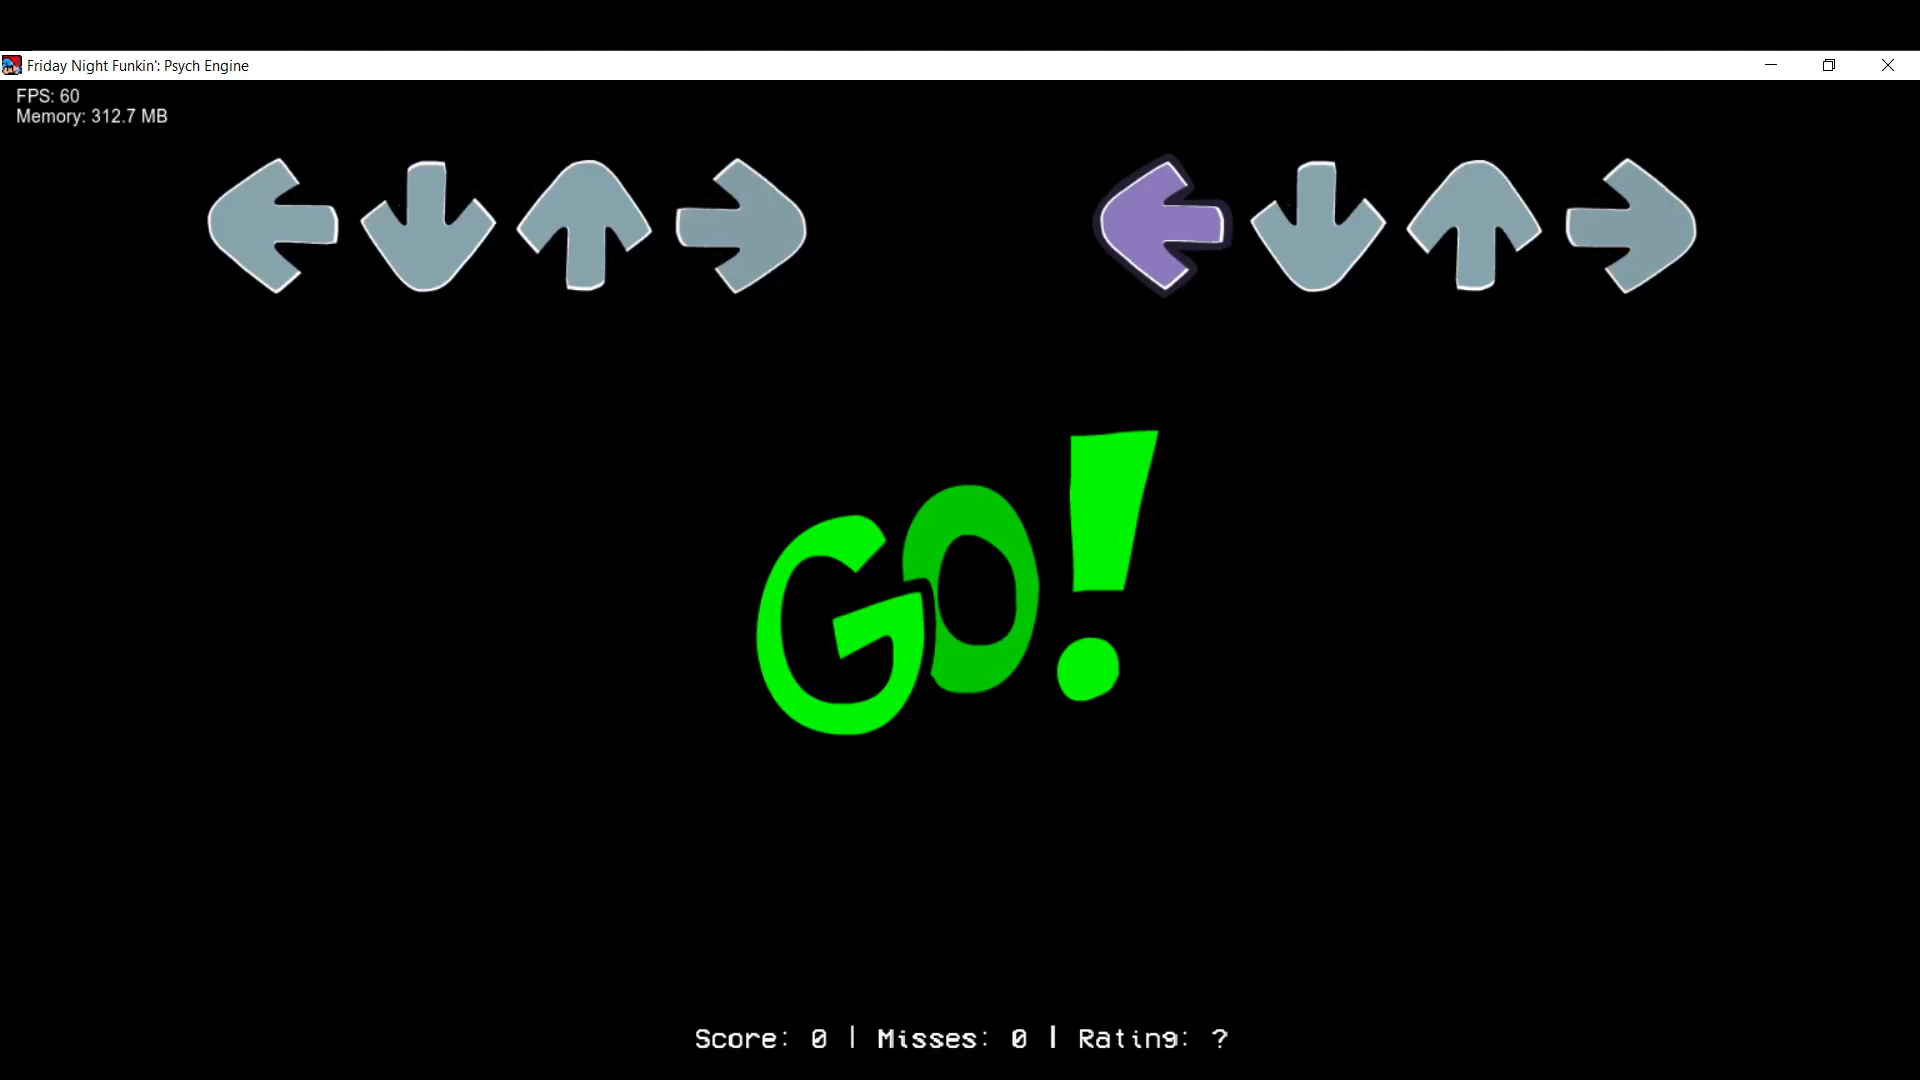 Friday Night Funkin': Psych Engine
FPS: 60
Memory: 312.7 MB
GO!
Score: 0 | Misses: 0 | Rating: ?